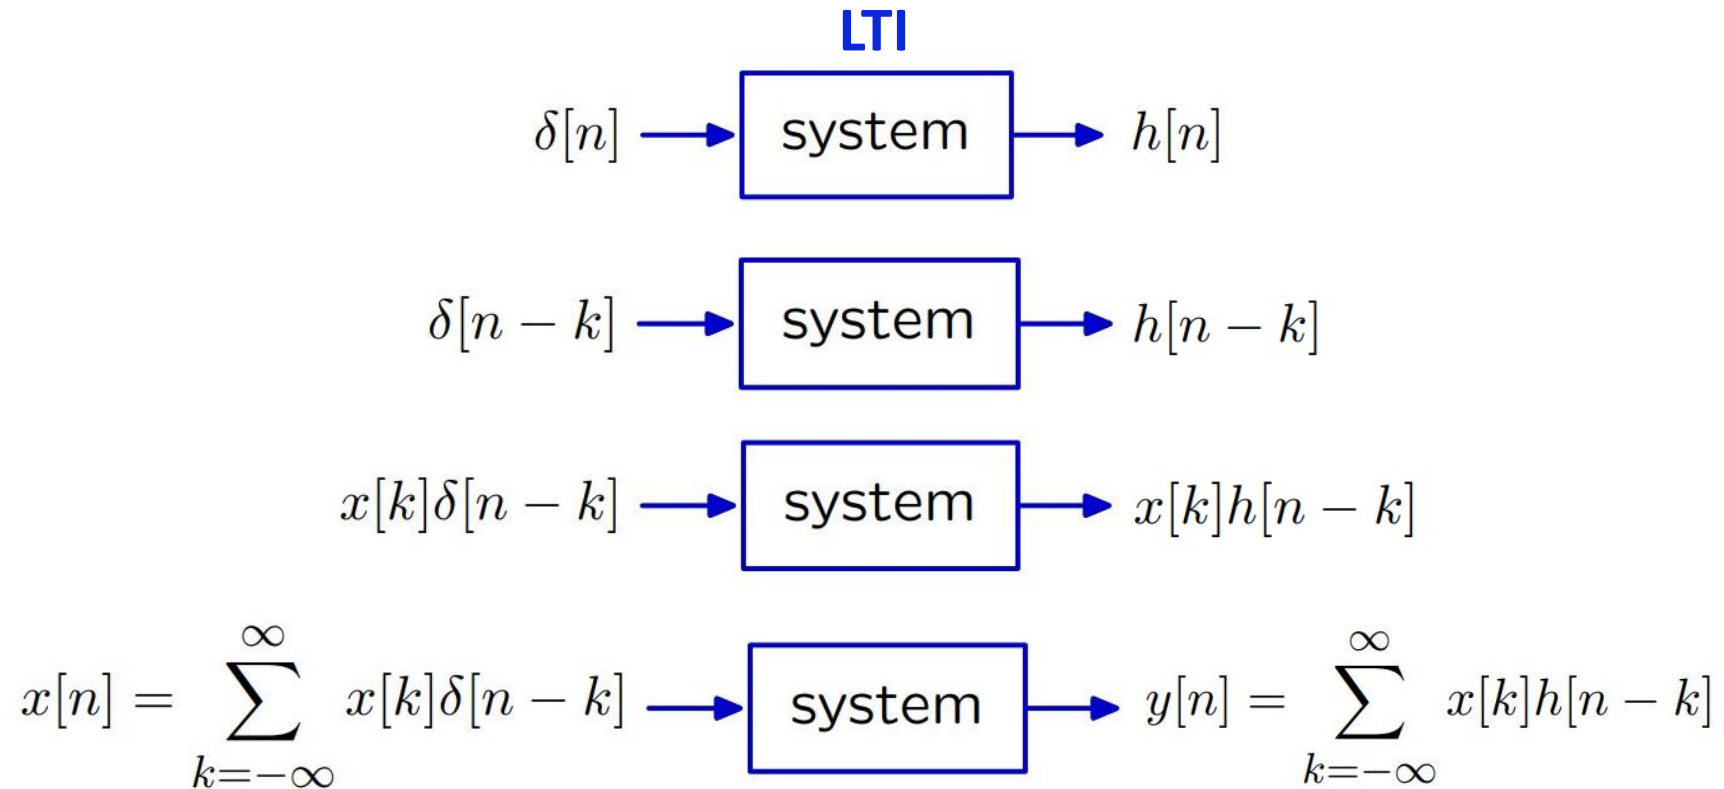 LTI
δ[n] system h[n]
δ[n − k] system h[n − k]
x[k]δ[n − k] system x[k]h[n − k]
x[n] = ∑_{k=−∞}^{∞} x[k]δ[n − k] system y[n] = ∑_{k=−∞}^{∞} x[k]h[n − k]